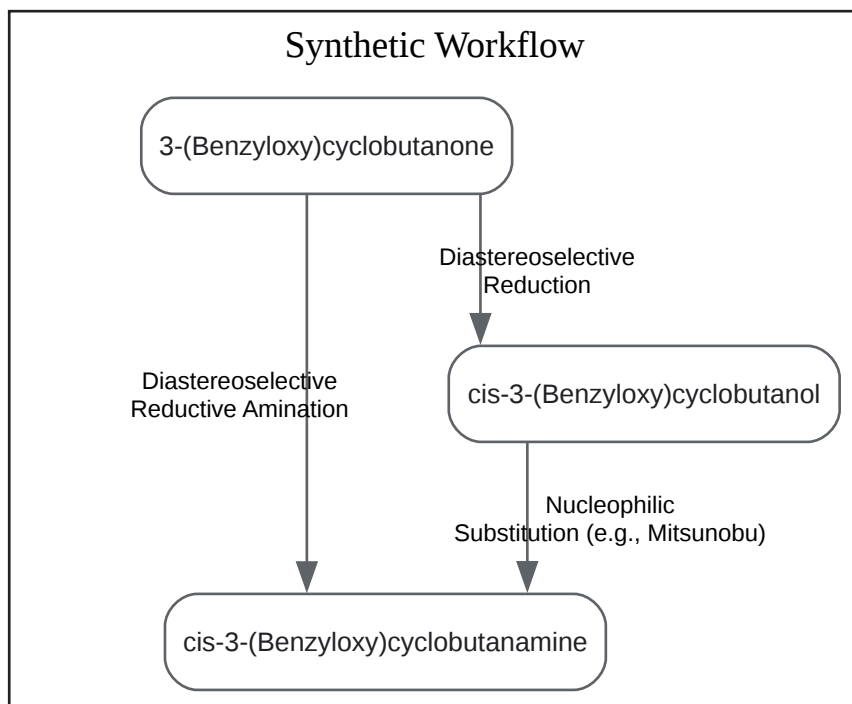 Synthetic Workflow
3-(Benzyloxy)cyclobutanone
Diastereoselective
Reduction
Diastereoselective
Reductive Amination
cis-3-(Benzyloxy)cyclobutanol
Nucleophilic
Substitution (e.g., Mitsunobu)
cis-3-(Benzyloxy)cyclobutanamine